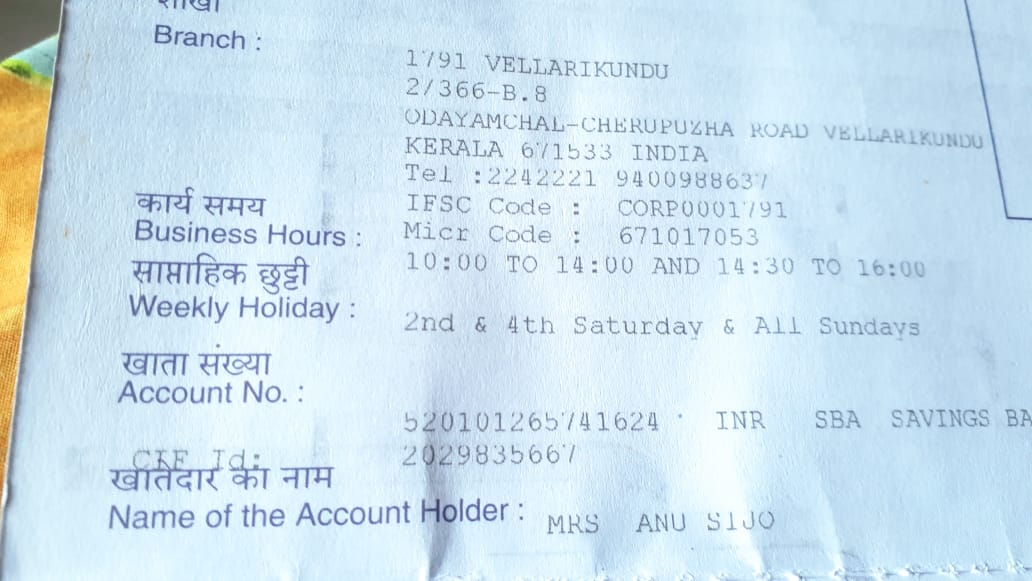 शाखा
Branch :
1791 VELLARIKUNDU
2/366-B.8
ODAYAMCHAL-CHERUPUZHA ROAD VELLARIKUNDU
KERALA 671533 INDIA
Tel :2242221 9400988637
कार्य समय
IFSC Code : CORP0001791
Business Hours :
Micr Code : 671017053
साप्ताहिक छुट्टी
10:00 TO 14:00 AND 14:30 TO 16:00
Weekly Holiday :
2nd & 4th Saturday & All Sundays
खाता संख्या
Account No. :
520101265741624 INR SBA SAVINGS BA
CIF Id: 2029835667
खातेदार का नाम
Name of the Account Holder : MRS ANU SIJO